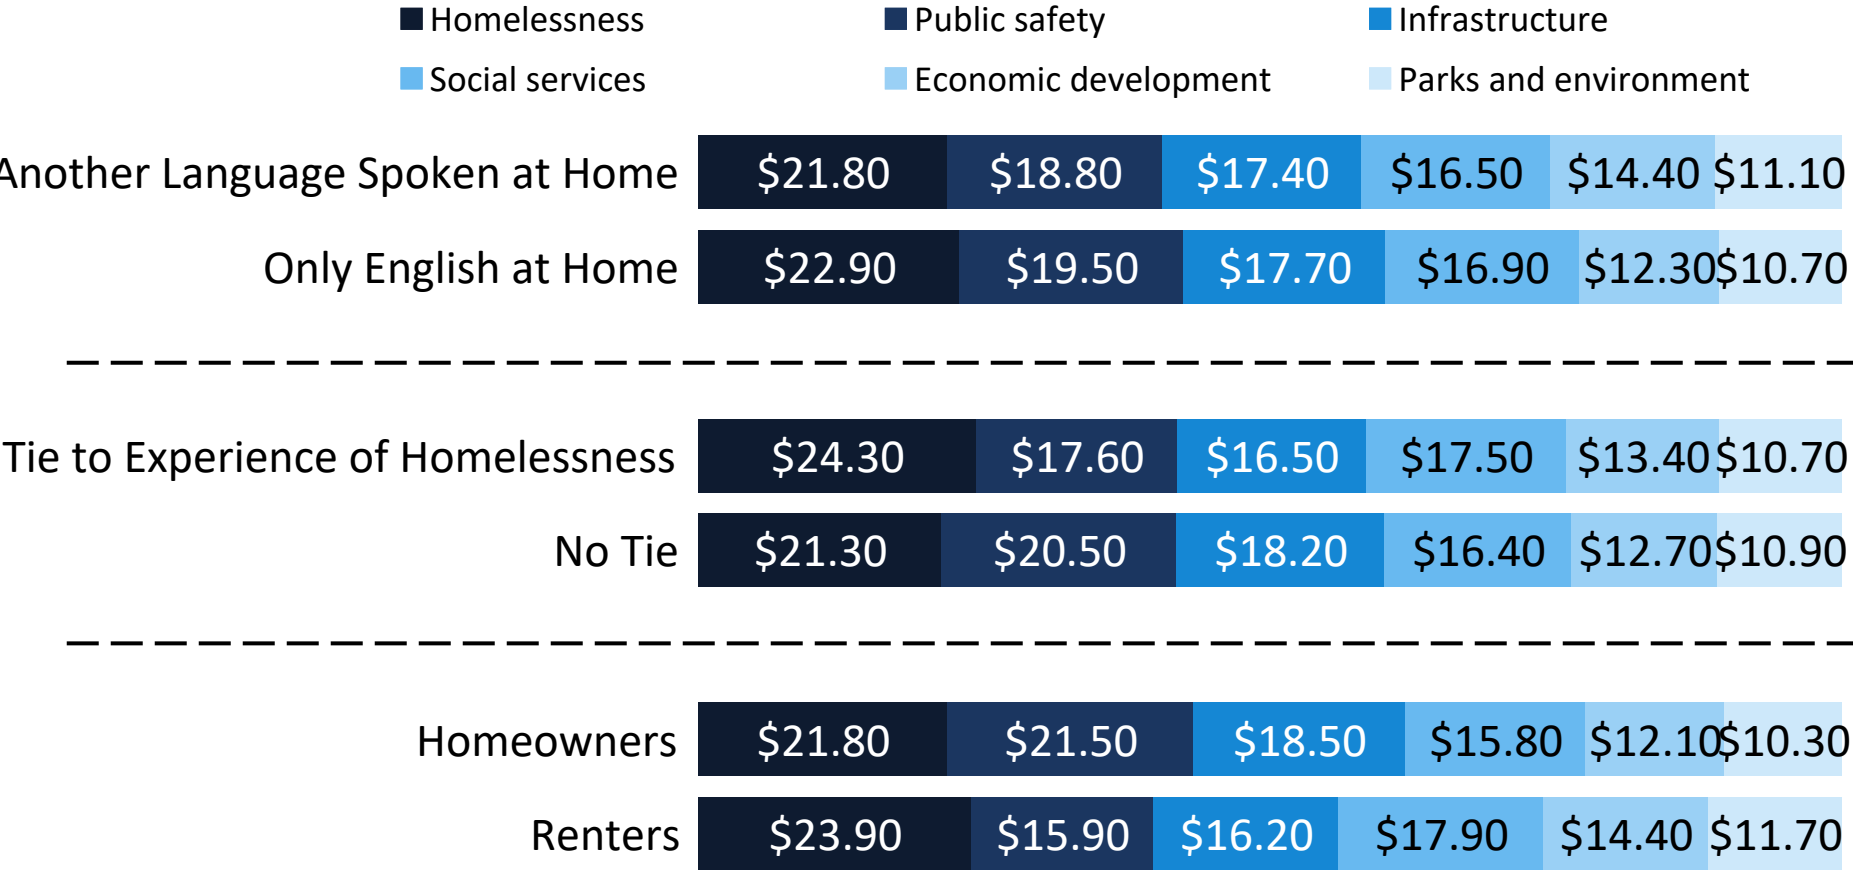 Homelessness Public safety Infrastructure
Social services Economic development Parks and environment
Another Language Spoken at Home $21.80 $18.80 $17.40 $16.50 $14.40 $11.10
Only English at Home $22.90 $19.50 $17.70 $16.90 $12.30 $10.70
Tie to Experience of Homelessness $24.30 $17.60 $16.50 $17.50 $13.40 $10.70
No Tie $21.30 $20.50 $18.20 $16.40 $12.70 $10.90
Homeowners $21.80 $21.50 $18.50 $15.80 $12.10 $10.30
Renters $23.90 $15.90 $16.20 $17.90 $14.40 $11.70